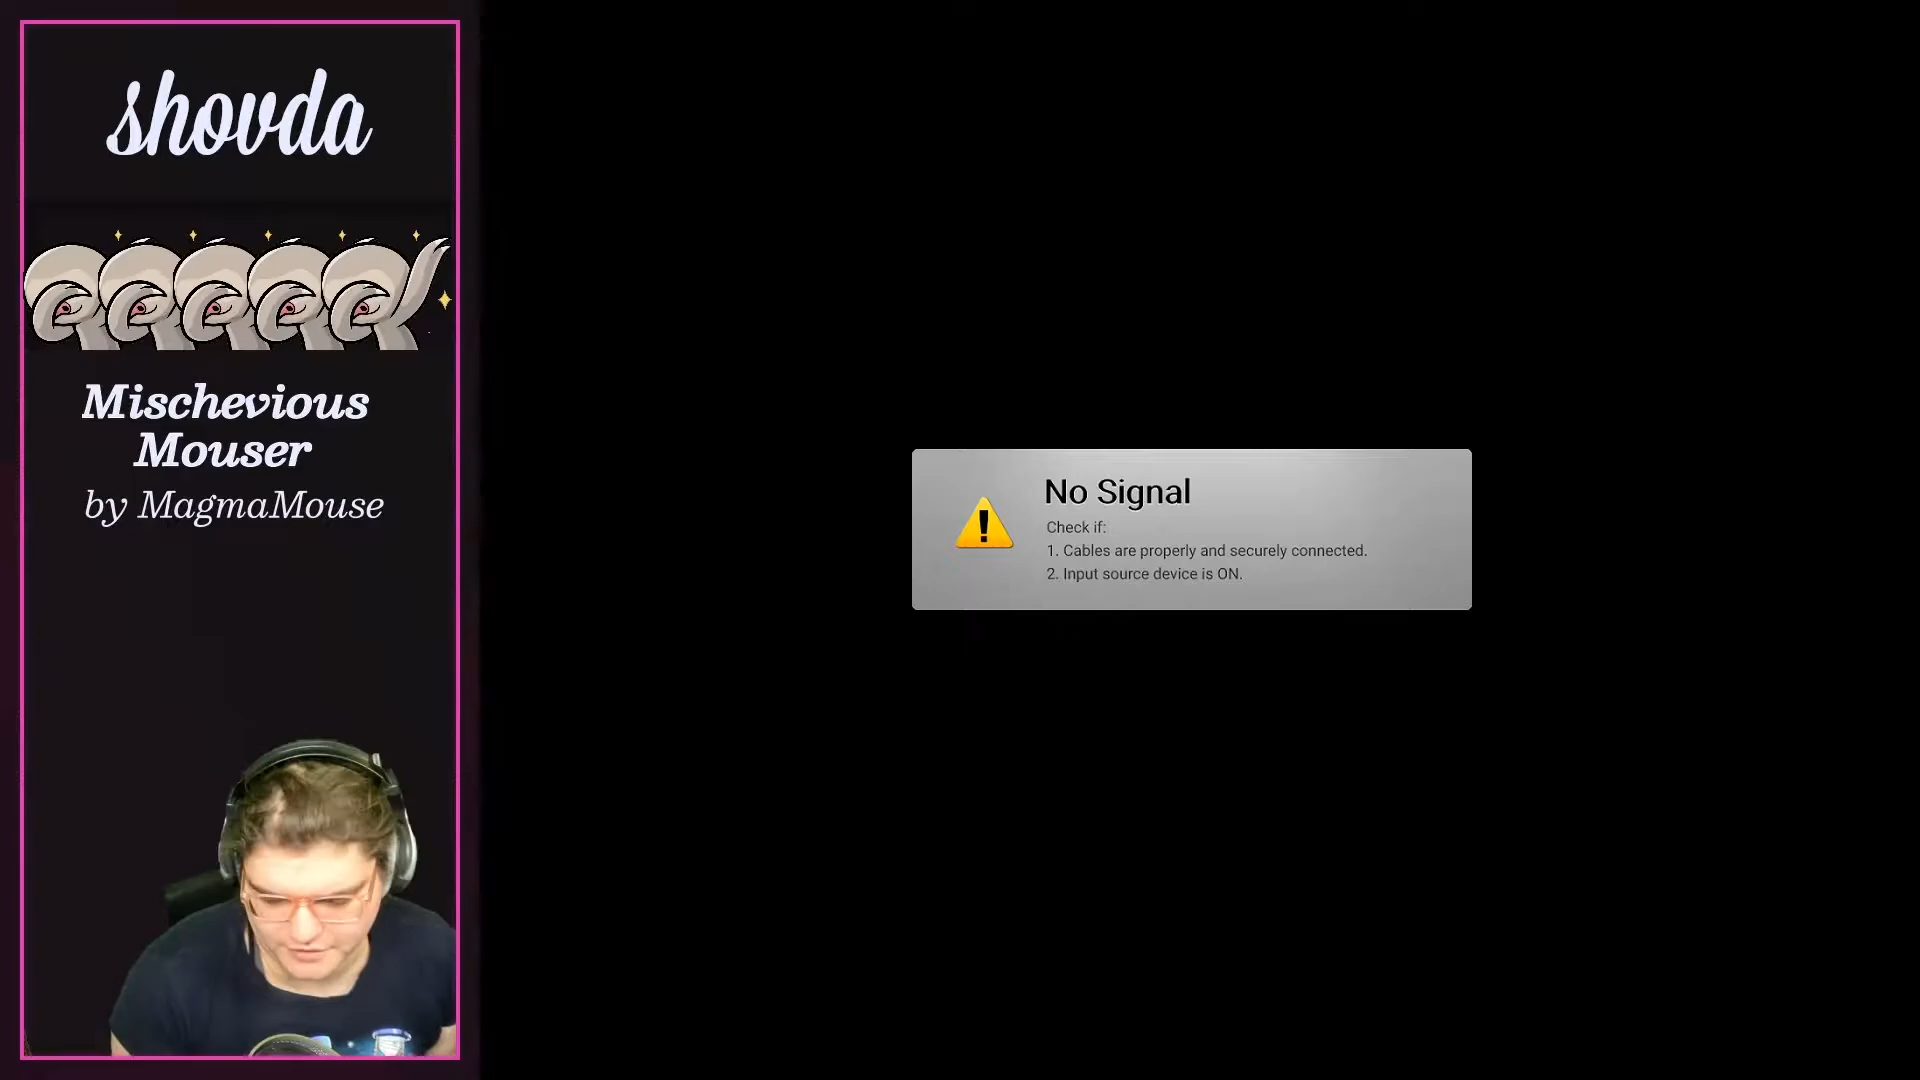 shovda
Mischevious
Mouser
by MagmaMouse
No Signal
Check if:
1. Cables are properly and securely connected.
2. Input source device is ON.